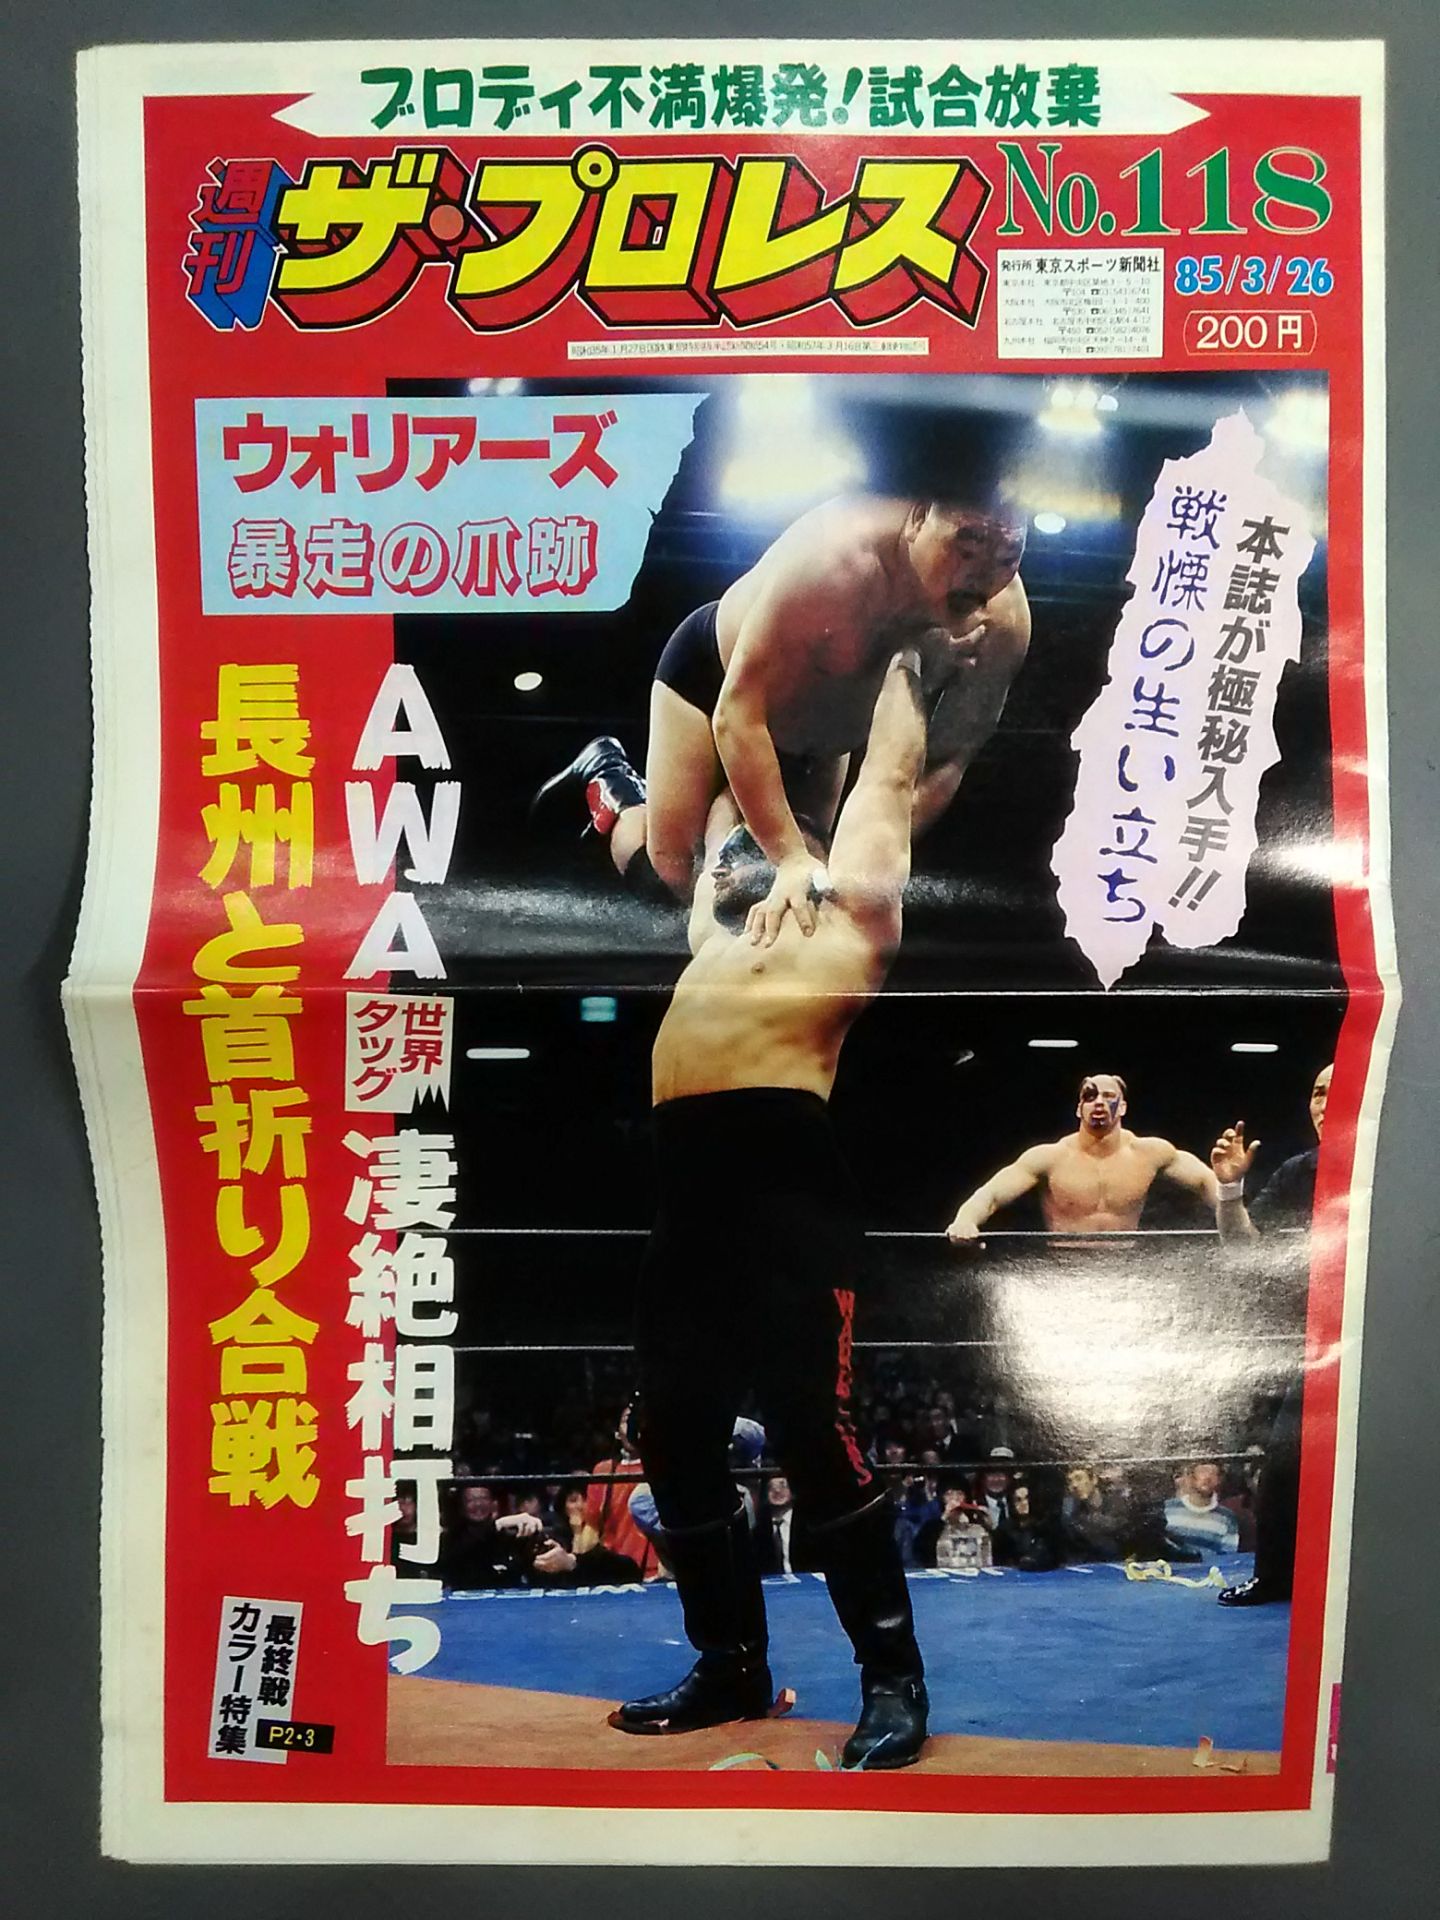 ブロディ不満爆発!試合放棄
週刊
ザ・プロレス
No.118
発行所 東京スポーツ新聞社
85/3/26
200円
ウォリアーズ
暴走の爪跡
本誌が極秘入手!!
戦慄の生い立ち
AWA世界タッグ凄絶相打ち
長州と首折り合戦
最終戦
カラー特集
P2・3